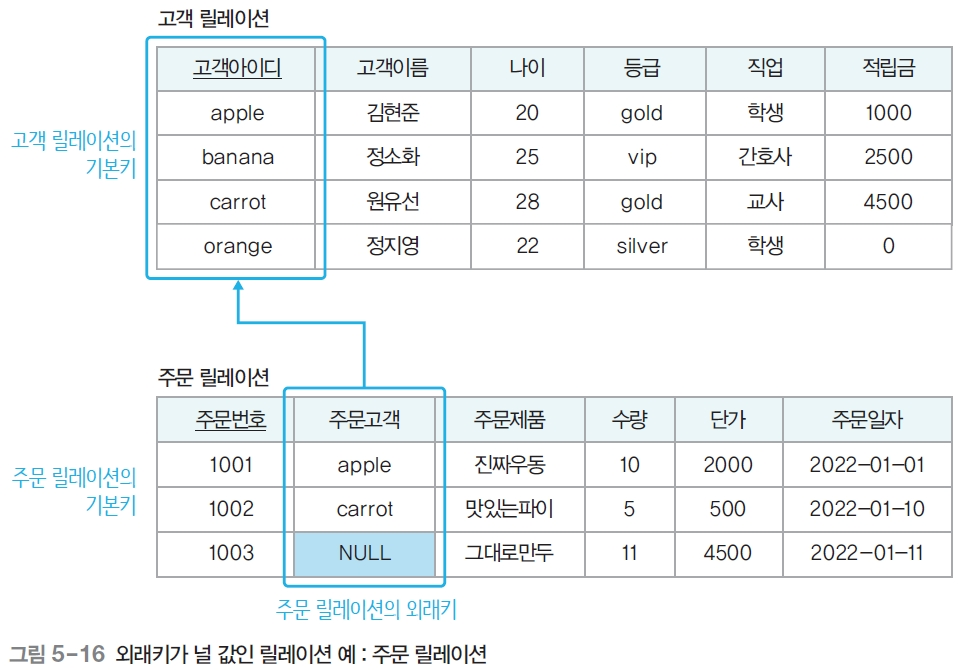 고객 릴레이션
고객아이디 고객이름 나이 등급 직업 적립금
apple 김현준 20 gold 학생 1000
고객 릴레이션의
기본키
banana 정소화 25 vip 간호사 2500
carrot 원유선 28 gold 교사 4500
orange 정지영 22 silver 학생 0
주문 릴레이션
주문번호 주문고객 주문제품 수량 단가 주문일자
1001 apple 진짜우동 10 2000 2022-01-01
주문 릴레이션의
기본키
1002 carrot 맛있는파이 5 500 2022-01-10
1003 NULL 그대로만두 11 4500 2022-01-11
주문 릴레이션의 외래키
그림 5-16 외래키가 널 값인 릴레이션 예 : 주문 릴레이션